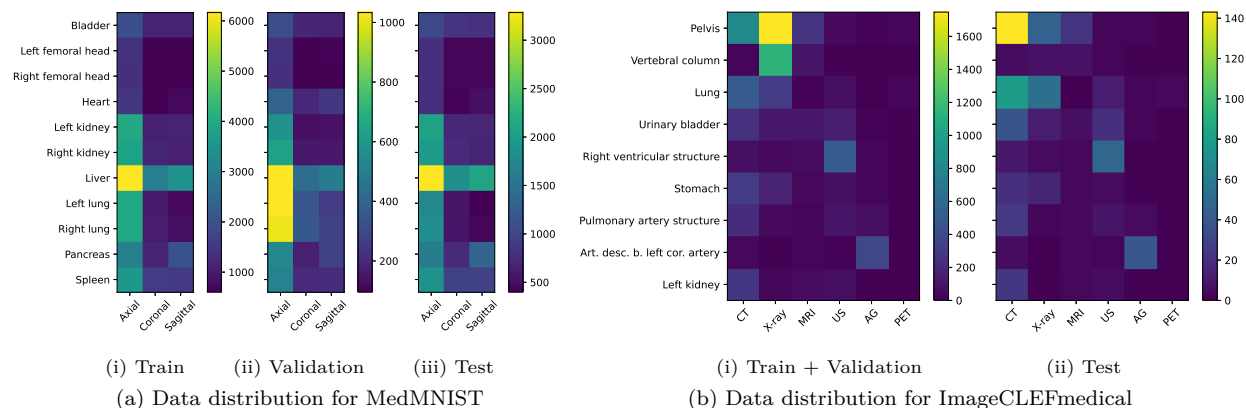 Bladder
Left femoral head
Right femoral head
Heart
Left kidney
Right kidney
Liver
Left lung
Right lung
Pancreas
Spleen
Axial
Coronal
Sagittal
6000
5000
4000
3000
2000
1000
Axial
Coronal
Sagittal
1000
800
600
400
200
Axial
Coronal
Sagittal
3000
2500
2000
1500
1000
500
(i) Train
(ii) Validation
(iii) Test
(a) Data distribution for MedMNIST
Pelvis
Vertebral column
Lung
Urinary bladder
Right ventricular structure
Stomach
Pulmonary artery structure
Art. desc. b. left cor. artery
Left kidney
CT
X-ray
MRI
US
AG
PET
1600
1400
1200
1000
800
600
400
200
0
CT
X-ray
MRI
US
AG
PET
140
120
100
80
60
40
20
0
(i) Train + Validation
(ii) Test
(b) Data distribution for ImageCLEFmedical